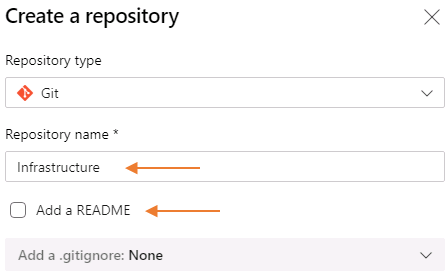 Create a repository
Repository type
Git
Repository name *
Infrastructure
Add a README
Add a .gitignore: None